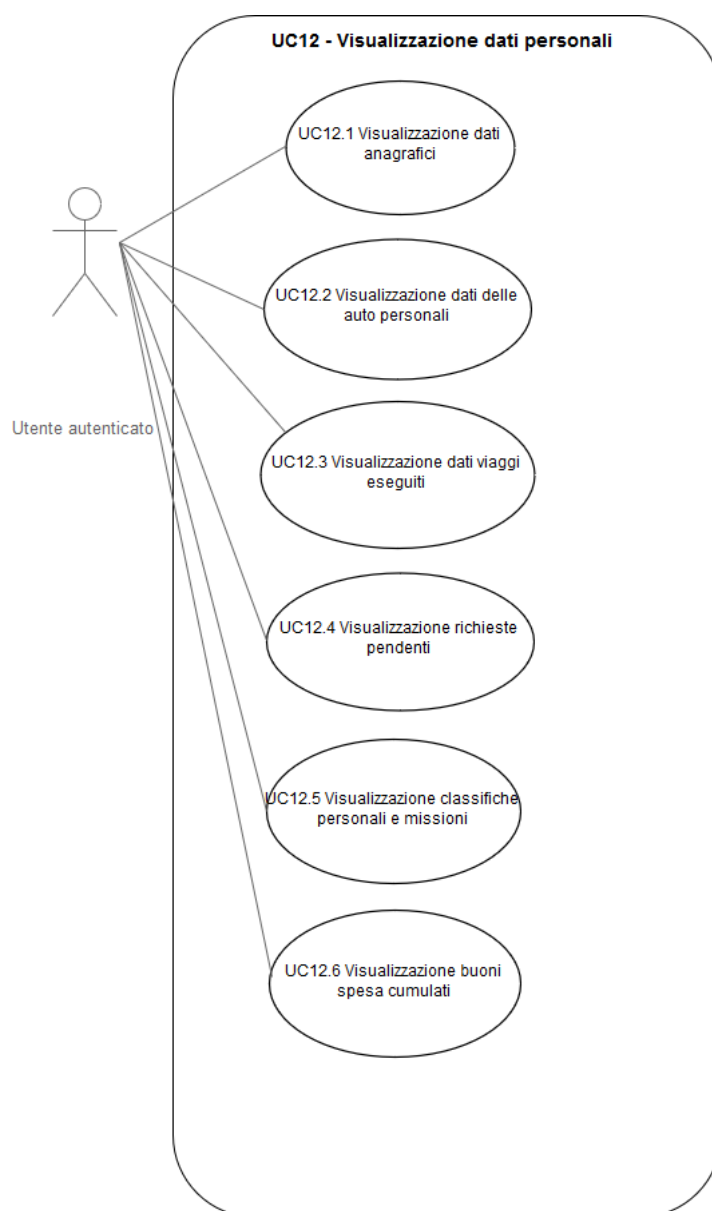 UC12 - Visualizzazione dati personali
UC12.1 Visualizzazione dati
anagrafici
UC12.2 Visualizzazione dati delle
auto personali
Utente autenticato
UC12.3 Visualizzazione dati viaggi
eseguiti
UC12.4 Visualizzazione richieste
pendenti
UC12.5 Visualizzazione classifiche
personali e missioni
UC12.6 Visualizzazione buoni
spesa cumulati